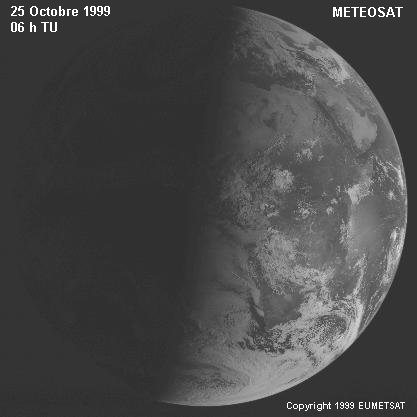 25 Octobre 1999
06 h TU
METEOSAT
Copyright 1999 EUMETSAT